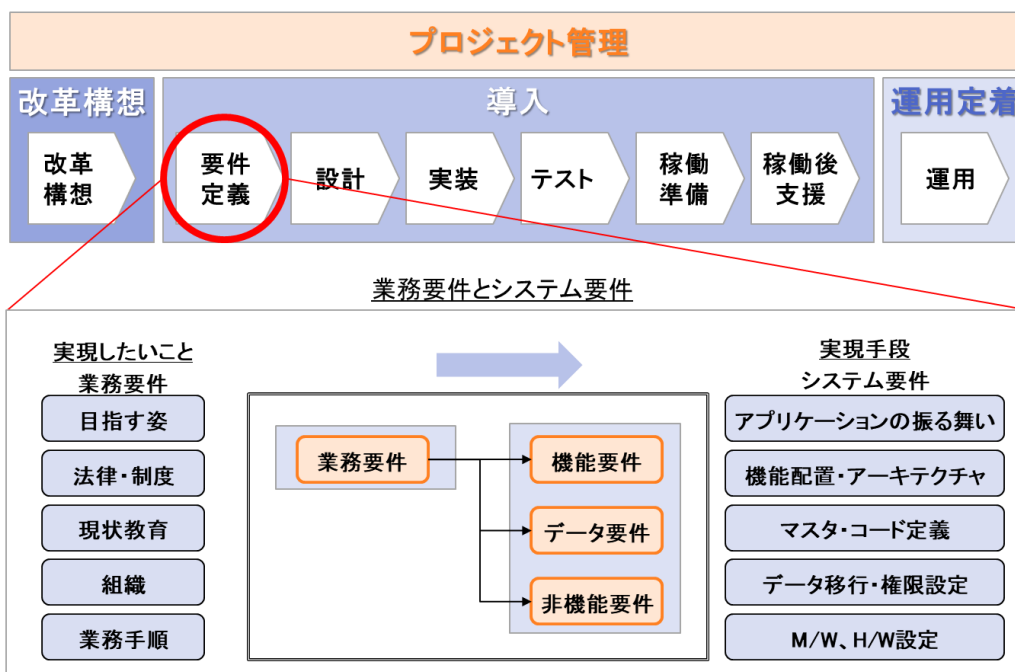 プロジェクト管理
改革構想
導入
運用定着
改革
構想
要件
定義
設計
実装
テスト
稼働
準備
稼働後
支援
運用
業務要件とシステム要件
実現したいこと
業務要件
目指す姿
法律・制度
現状教育
組織
業務手順
業務要件
機能要件
データ要件
非機能要件
実現手段
システム要件
アプリケーションの振る舞い
機能配置・アーキテクチャ
マスタ・コード定義
データ移行・権限設定
M/W、H/W設定